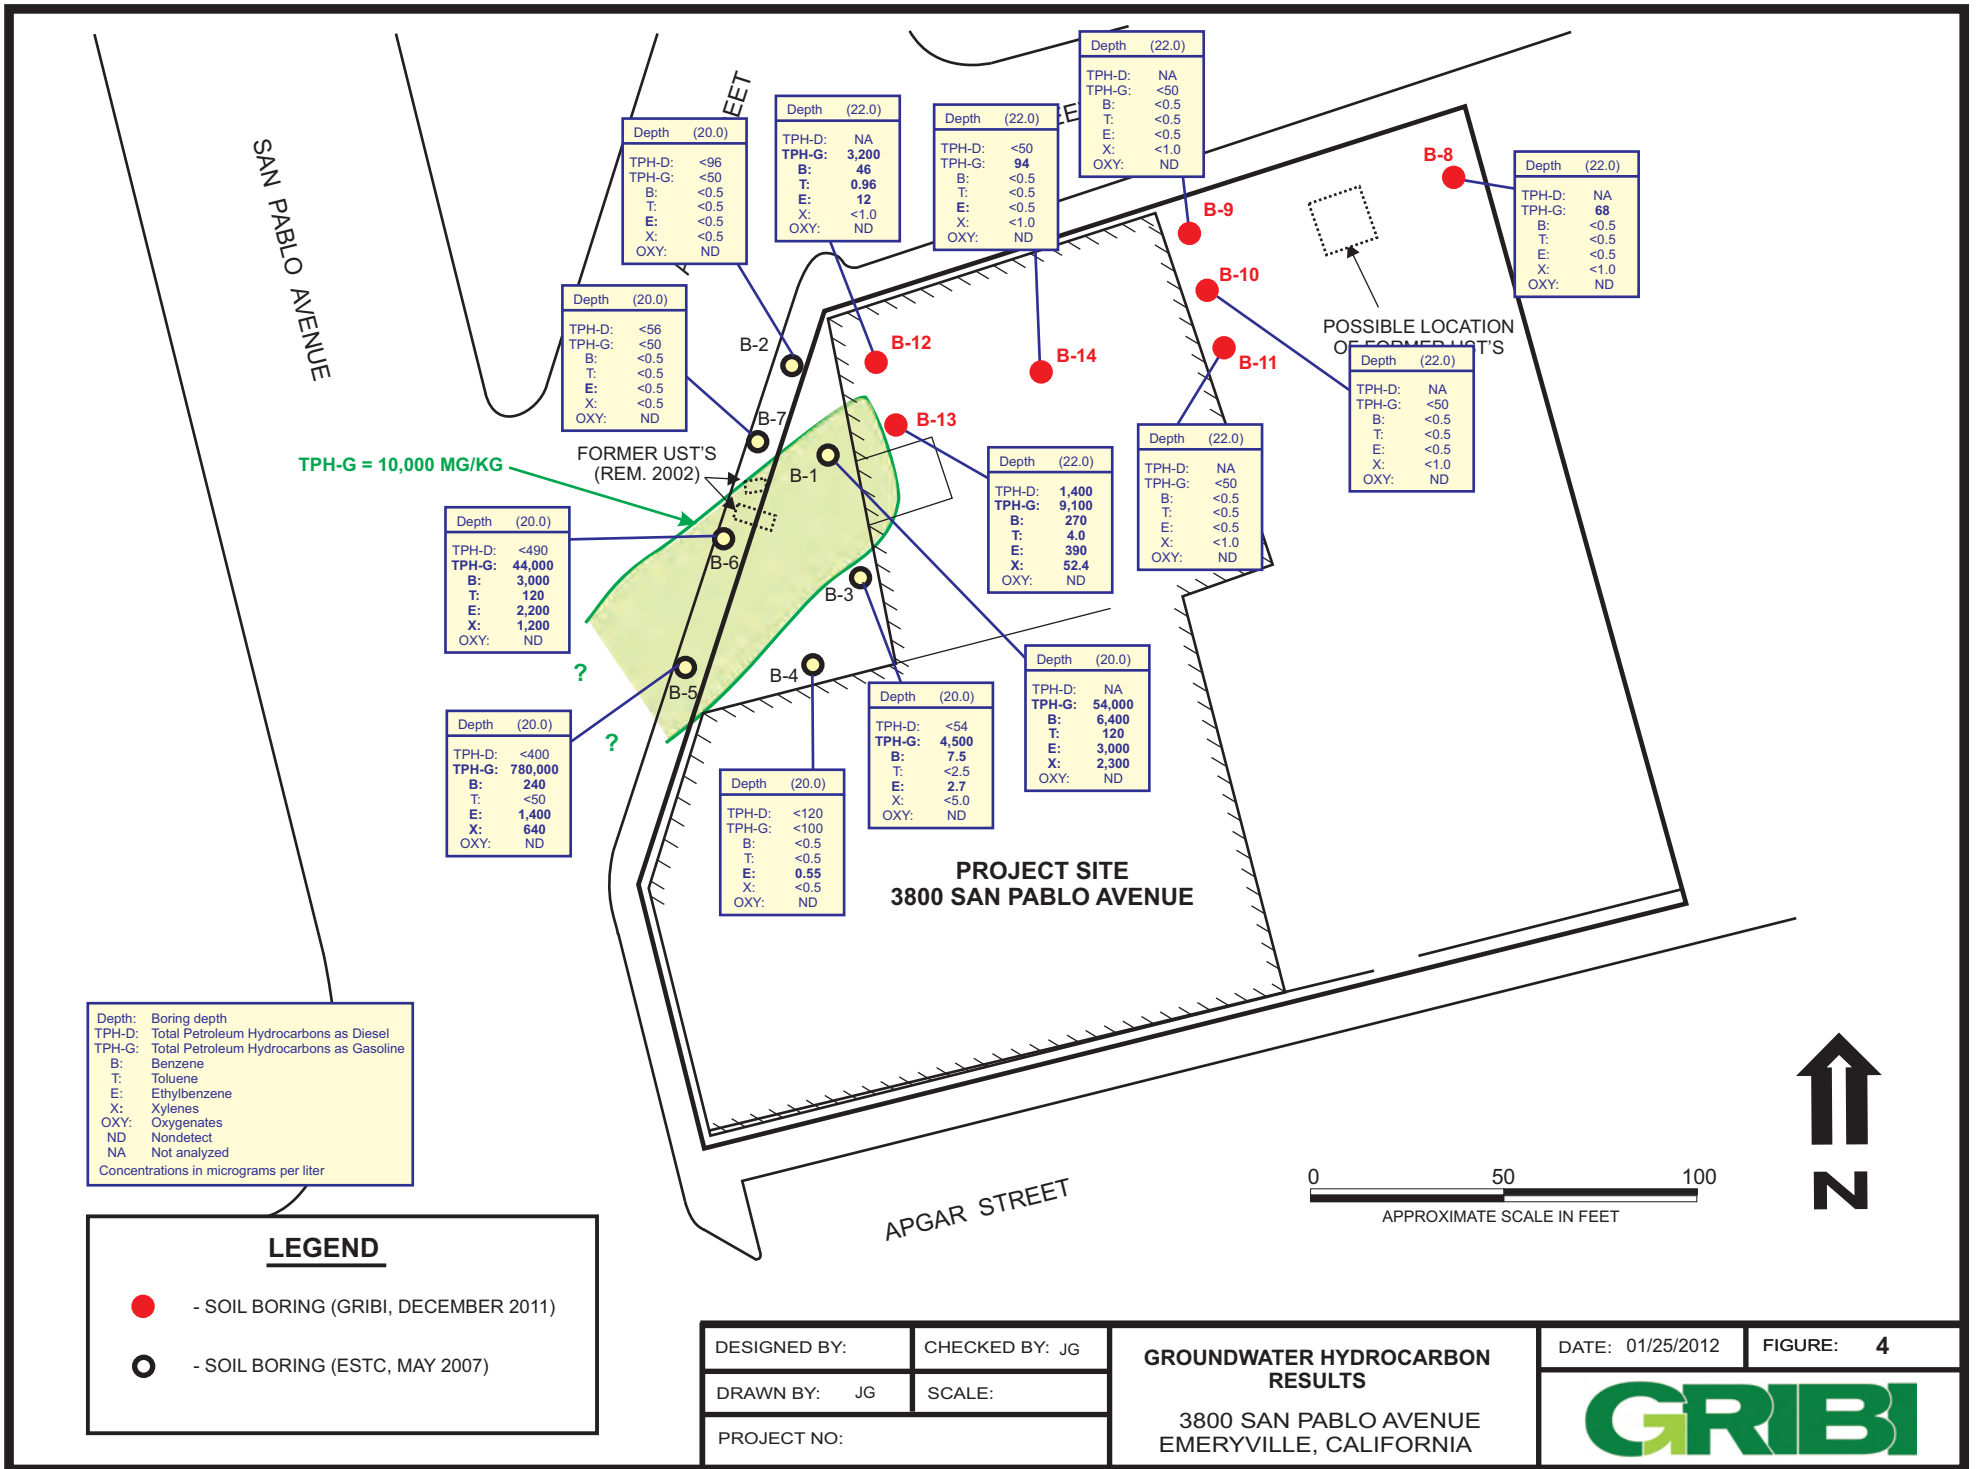 SAN PABLO AVENUE
EET
EE
Depth (20.0)
TPH-D: <96
TPH-G: <50
B: <0.5
T: <0.5
E: <0.5
X: <0.5
OXY: ND
Depth (22.0)
TPH-D: NA
TPH-G: 3,200
B: 46
T: 0.96
E: 12
X: <1.0
OXY: ND
Depth (22.0)
TPH-D: <50
TPH-G: 94
B: <0.5
T: <0.5
E: <0.5
X: <1.0
OXY: ND
Depth (22.0)
TPH-D: NA
TPH-G: <50
B: <0.5
T: <0.5
E: <0.5
X: <1.0
OXY: ND
B-8
Depth (22.0)
TPH-D: NA
TPH-G: 68
B: <0.5
T: <0.5
E: <0.5
X: <1.0
OXY: ND
B-9
B-10
Depth (20.0)
TPH-D: <56
TPH-G: <50
B: <0.5
T: <0.5
E: <0.5
X: <0.5
OXY: ND
B-2
B-12
B-14
B-11
POSSIBLE LOCATION
OF FORMER UST'S
Depth (22.0)
TPH-D: NA
TPH-G: <50
B: <0.5
T: <0.5
E: <0.5
X: <1.0
OXY: ND
B-7
B-13
FORMER UST'S
(REM. 2002)
TPH-G = 10,000 MG/KG
B-1
Depth (22.0)
TPH-D: 1,400
TPH-G: 9,100
B: 270
T: 4.0
E: 390
X: 52.4
OXY: ND
Depth (22.0)
TPH-D: NA
TPH-G: <50
B: <0.5
T: <0.5
E: <0.5
X: <1.0
OXY: ND
Depth (20.0)
TPH-D: <490
TPH-G: 44,000
B: 3,000
T: 120
E: 2,200
X: 1,200
OXY: ND
B-6
B-3
?
B-5
B-4
?
Depth (20.0)
TPH-D: <400
TPH-G: 780,000
B: 240
T: <50
E: 1,400
X: 640
OXY: ND
Depth (20.0)
TPH-D: <120
TPH-G: <100
B: <0.5
T: <0.5
E: 0.55
X: <0.5
OXY: ND
Depth (20.0)
TPH-D: <54
TPH-G: 4,500
B: 7.5
T: <2.5
E: 2.7
X: <5.0
OXY: ND
Depth (20.0)
TPH-D: NA
TPH-G: 54,000
B: 6,400
T: 120
E: 3,000
X: 2,300
OXY: ND
PROJECT SITE
3800 SAN PABLO AVENUE
Depth: Boring depth
TPH-D: Total Petroleum Hydrocarbons as Diesel
TPH-G: Total Petroleum Hydrocarbons as Gasoline
B: Benzene
T: Toluene
E: Ethylbenzene
X: Xylenes
OXY: Oxygenates
ND Nondetect
NA Not analyzed
Concentrations in micrograms per liter
APGAR STREET
0 50 100
APPROXIMATE SCALE IN FEET
N
LEGEND
- SOIL BORING (GRIBI, DECEMBER 2011)
- SOIL BORING (ESTC, MAY 2007)
DESIGNED BY:
CHECKED BY: JG
DRAWN BY: JG
SCALE:
PROJECT NO:
GROUNDWATER HYDROCARBON
RESULTS
3800 SAN PABLO AVENUE
EMERYVILLE, CALIFORNIA
DATE: 01/25/2012
FIGURE: 4
GRIBI